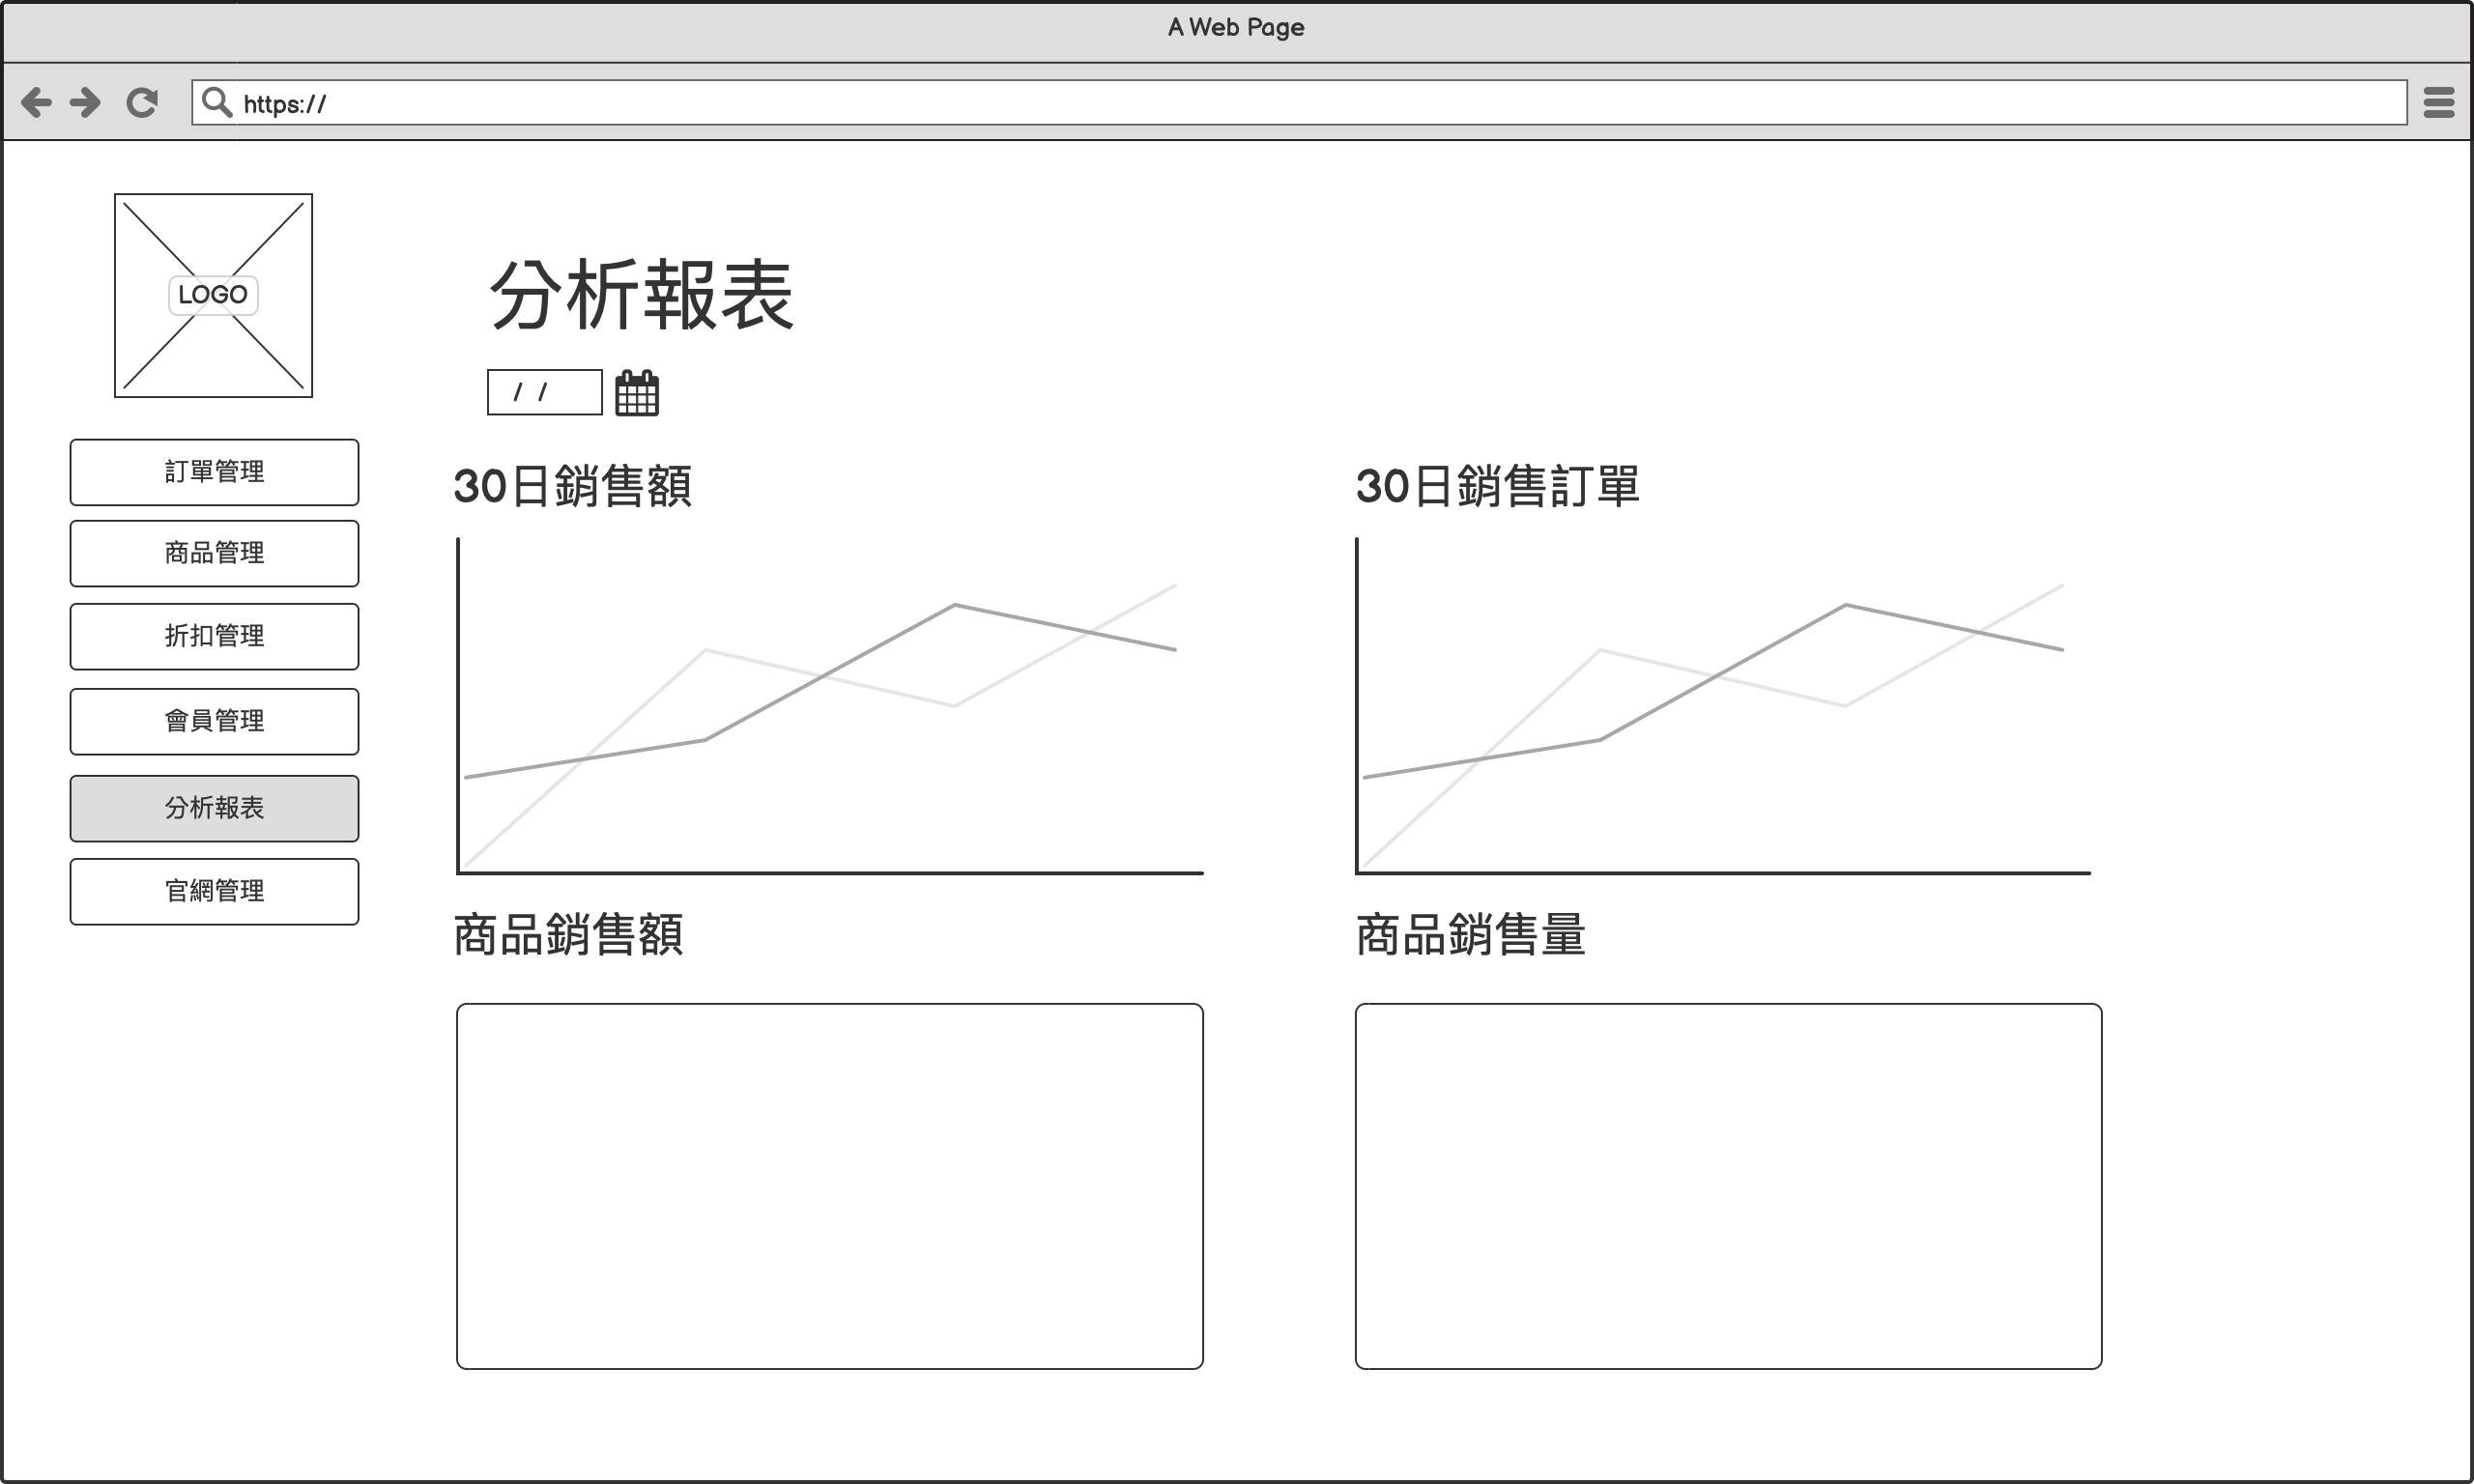 A Web Page
https://
LOGO
分析報表
/ /
訂單管理
商品管理
折扣管理
會員管理
分析報表
官網管理
30日銷售額
30日銷售訂單
商品銷售額
商品銷售量